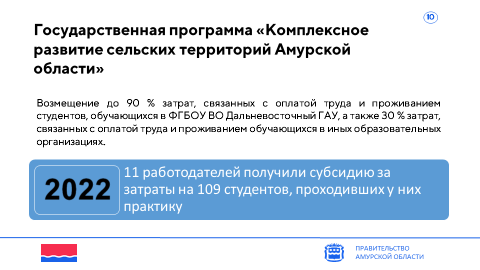 10
Государственная программа «Комплексное
развитие сельских территорий Амурской
области»
Возмещение до 90 % затрат, связанных с оплатой труда и проживанием
студентов, обучающихся в ФГБОУ ВО Дальневосточный ГАУ, а также 30 % затрат,
связанных с оплатой труда и проживанием обучающихся в иных образовательных
организациях.
2022
11 работодателей получили субсидию за
затраты на 109 студентов, проходивших у них
практику
ПРАВИТЕЛЬСТВО
АМУРСКОЙ ОБЛАСТИ